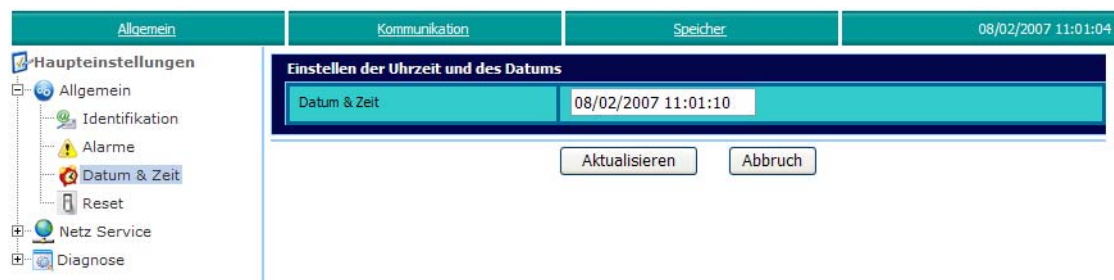 Allgemein
Kommunikation
Speicher
08/02/2007 11:01:04
Haupteinstellungen
Allgemein
Identifikation
Alarme
Datum & Zeit
Reset
Netz Service
Diagnose
Einstellen der Uhrzeit und des Datums
Datum & Zeit
08/02/2007 11:01:10
Aktualisieren
Abbruch